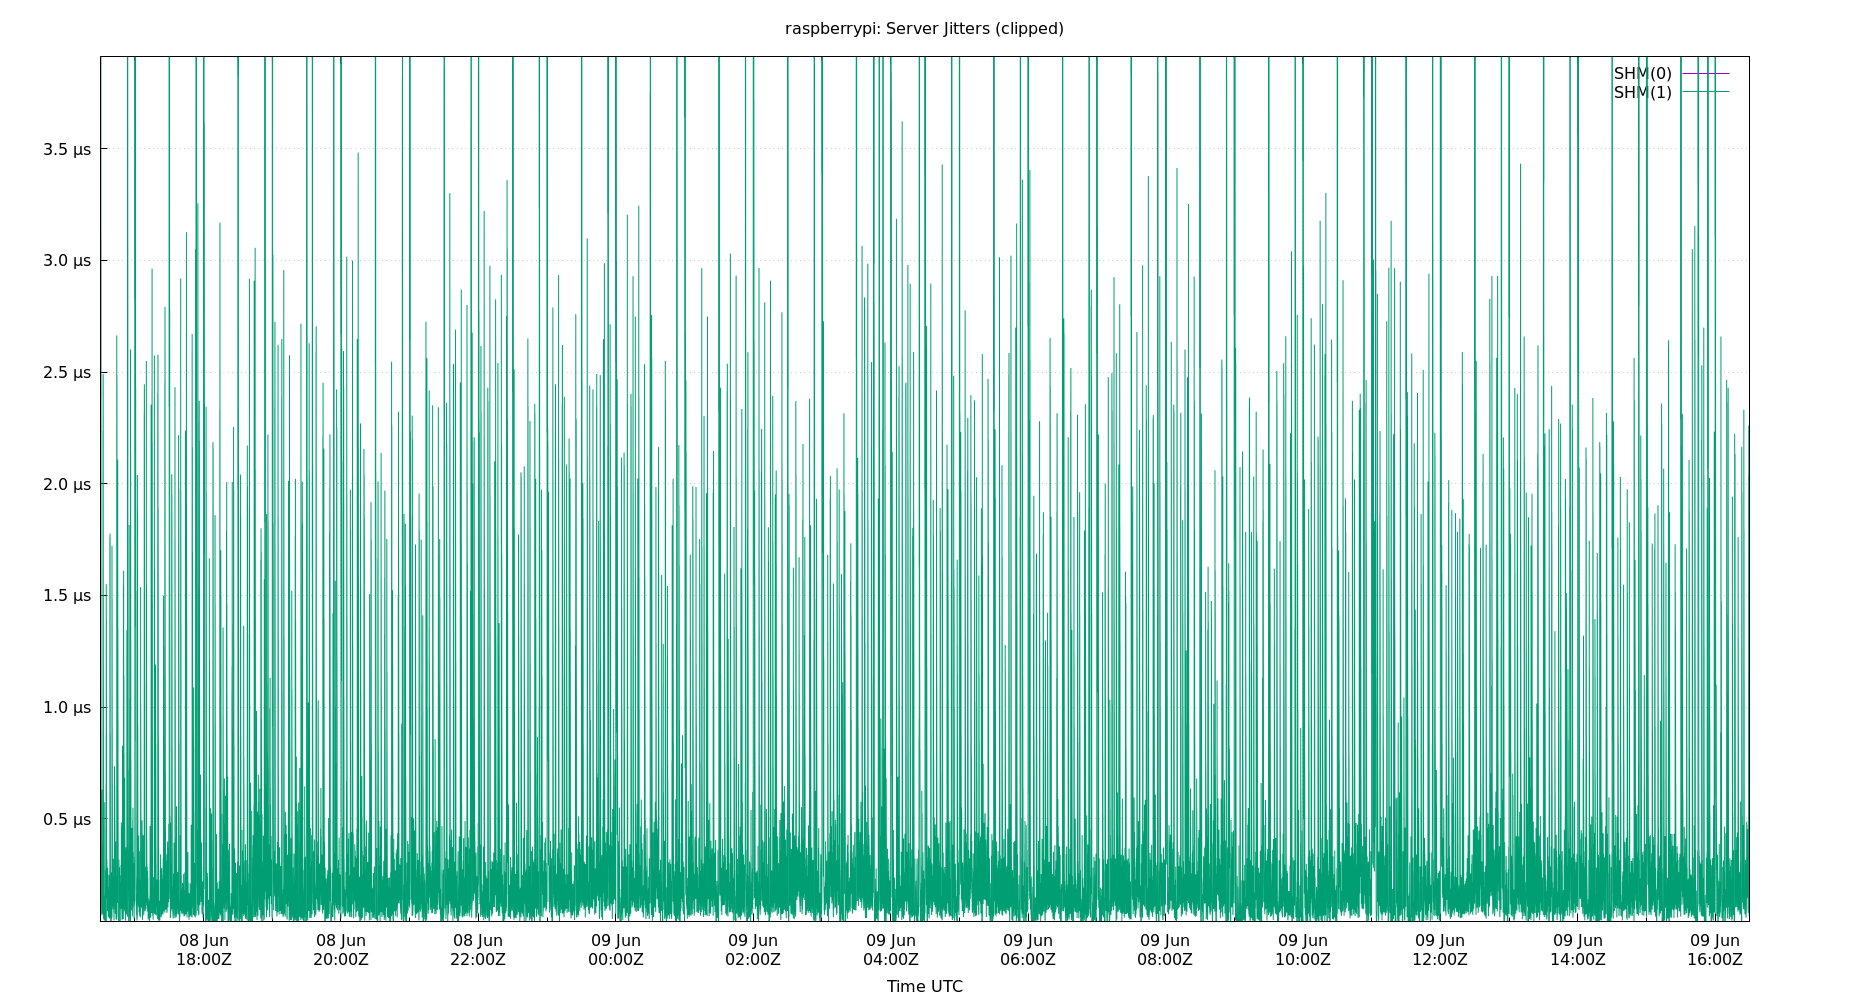 raspberrypi: Server Jitters (clipped)
SHM(0)
SHM(1)
3.5 µs
3.0 µs
2.5 µs
2.0 µs
1.5 µs
1.0 µs
0.5 µs
08 Jun 08 Jun 08 Jun 09 Jun 09 Jun 09 Jun 09 Jun 09 Jun 09 Jun 09 Jun 09 Jun 09 Jun
18:00Z 20:00Z 22:00Z 00:00Z 02:00Z 04:00Z 06:00Z 08:00Z 10:00Z 12:00Z 14:00Z 16:00Z
Time UTC